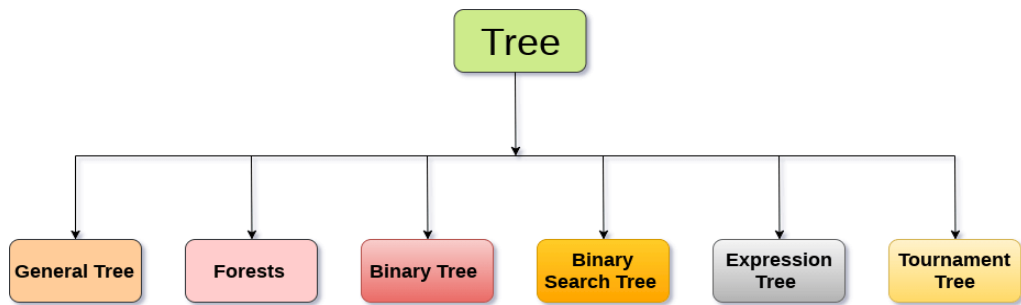 Tree
General Tree
Forests
Binary Tree
Binary
Search Tree
Expression
Tree
Tournament
Tree